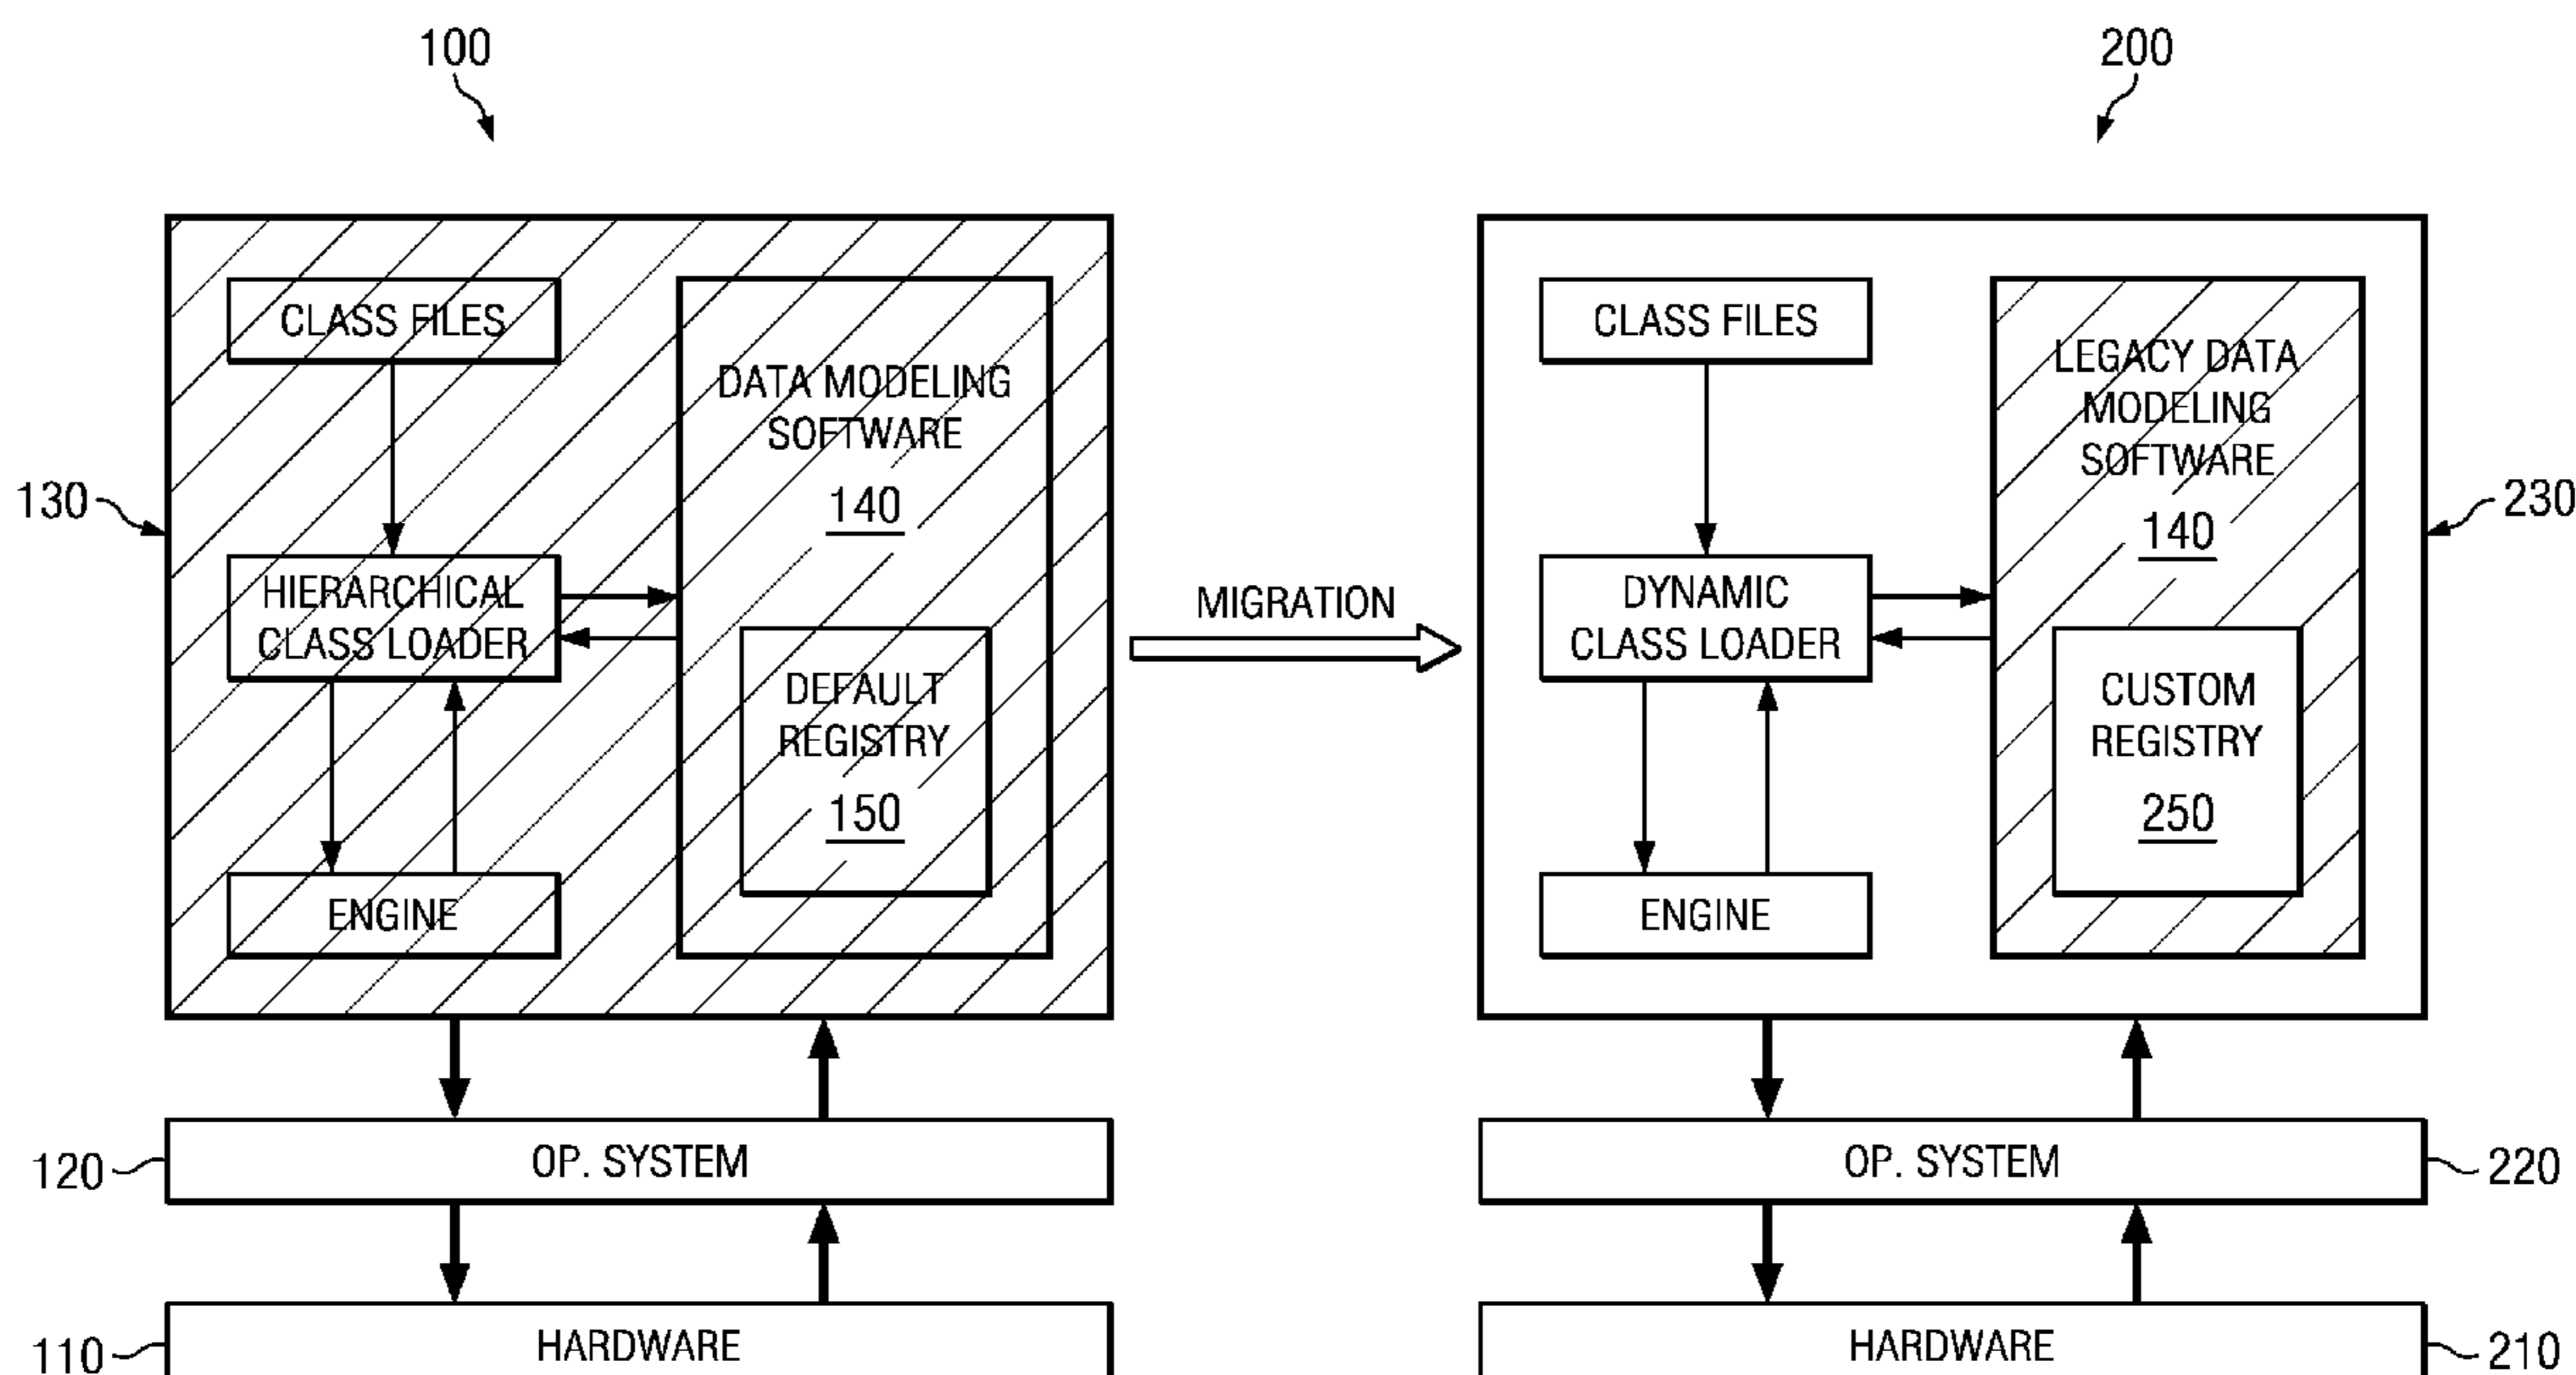 100
200
CLASS FILES
DATA MODELING
SOFTWARE
140
130
HIERARCHICAL
CLASS LOADER
DEFAULT
REGISTRY
150
ENGINE
MIGRATION
CLASS FILES
LEGACY DATA
MODELING
SOFTWARE
140
230
DYNAMIC
CLASS LOADER
CUSTOM
REGISTRY
250
ENGINE
120
OP. SYSTEM
OP. SYSTEM
220
110
HARDWARE
HARDWARE
210